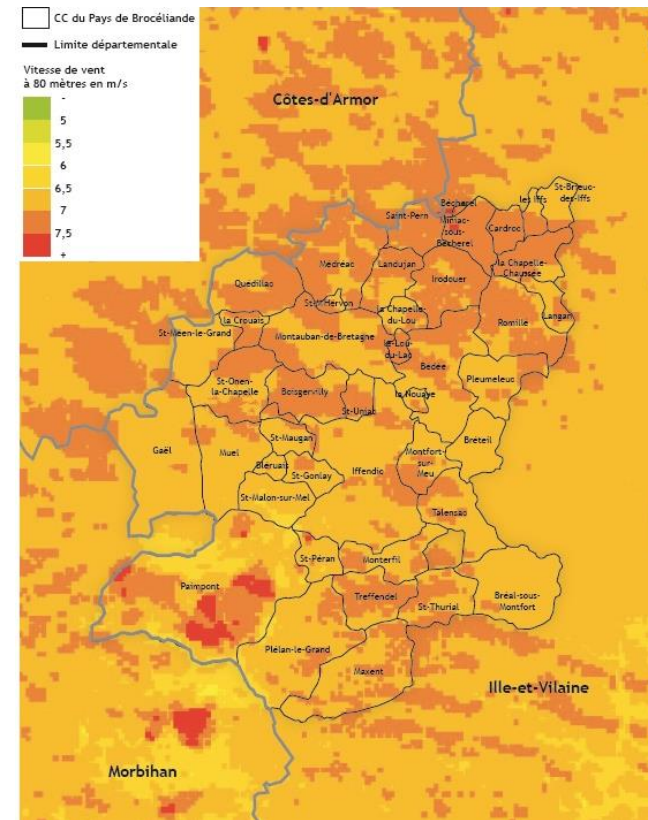 CC du Pays de Brocéliande
Limite départementale
Vitesse de vent
à 80 mètres en m/s
-
5
5,5
6
6,5
7
7,5
+
Côtes-d'Armor
St-Brieuc-
des-Iffs
les Iffs
Bécherel
Saint-Pern
Miniac-
sous-
Bécherel
Cardroc
la Chapelle-
Chaussée
Médréac
Landujan
Irodouer
Quédillac
St-M'Hervon
la Chapelle-
du-Lou
Langan
Romillé
la Crouais
St-Méen-le-Grand
Montauban-de-Bretagne
le-Lou-
du-Lac
Bédée
Pleumeleuc
St-Onen-
la-Chapelle
Boisgervilly
St-Uniac
la Nouaye
Bréteil
St-Maugan
Gaël
Muel
Montfort-
sur-
Meu
Bléruais
St-Gonlay
Iffendic
St-Malon-sur-Mel
Talensac
St-Péran
Monterfil
Paimpont
Treffendel
Bréal-sous-
Montfort
St-Thurial
Plélan-le-Grand
Maxent
Ille-et-Vilaine
Morbihan